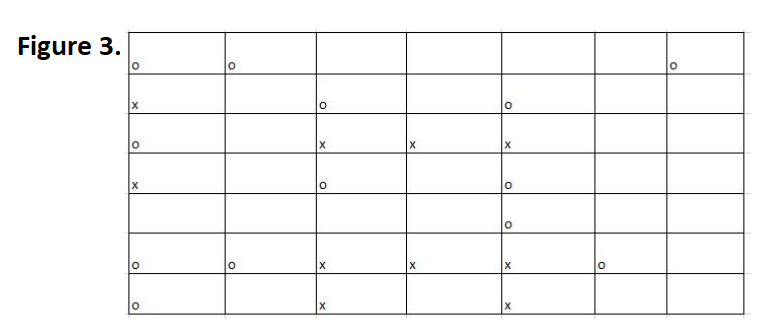 Figure 3.
o o o
x o o
o x x x
x o o
o
o o x x x o
o x x